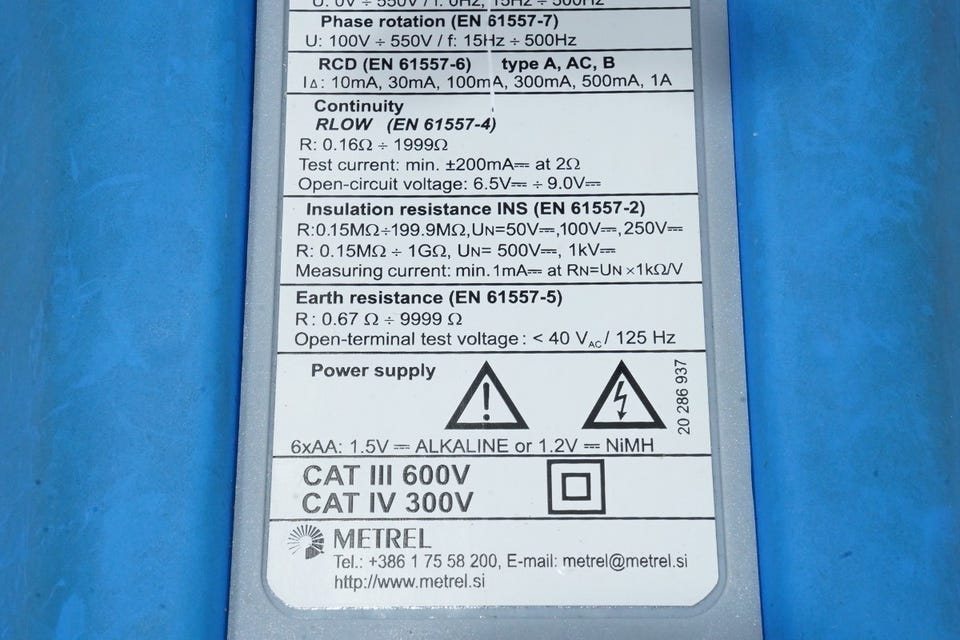 U: 0V ÷ 550V / f: 0Hz, 15Hz ÷ 500Hz
Phase rotation (EN 61557-7)
U: 100V ÷ 550V / f: 15Hz ÷ 500Hz
RCD (EN 61557-6) type A, AC, B
I∆: 10mA, 30mA, 100mA, 300mA, 500mA, 1A
Continuity
RLOW (EN 61557-4)
R: 0.16Ω ÷ 1999Ω
Test current: min. ±200mA⎓ at 2Ω
Open-circuit voltage: 6.5V⎓ ÷ 9.0V⎓
Insulation resistance INS (EN 61557-2)
R:0.15MΩ÷199.9MΩ,UN=50V⎓,100V⎓,250V⎓
R: 0.15MΩ ÷ 1GΩ, UN= 500V⎓, 1kV⎓
Measuring current: min.1mA⎓ at RN=UN×1kΩ/V
Earth resistance (EN 61557-5)
R: 0.67 Ω ÷ 9999 Ω
Open-terminal test voltage : < 40 VAC/ 125 Hz
Power supply
20 286 937
6xAA: 1.5V ⎓ ALKALINE or 1.2V ⎓ NiMH
CAT III 600V
CAT IV 300V
METREL
Tel.: +386 1 75 58 200, E-mail: metrel@metrel.si
http://www.metrel.si